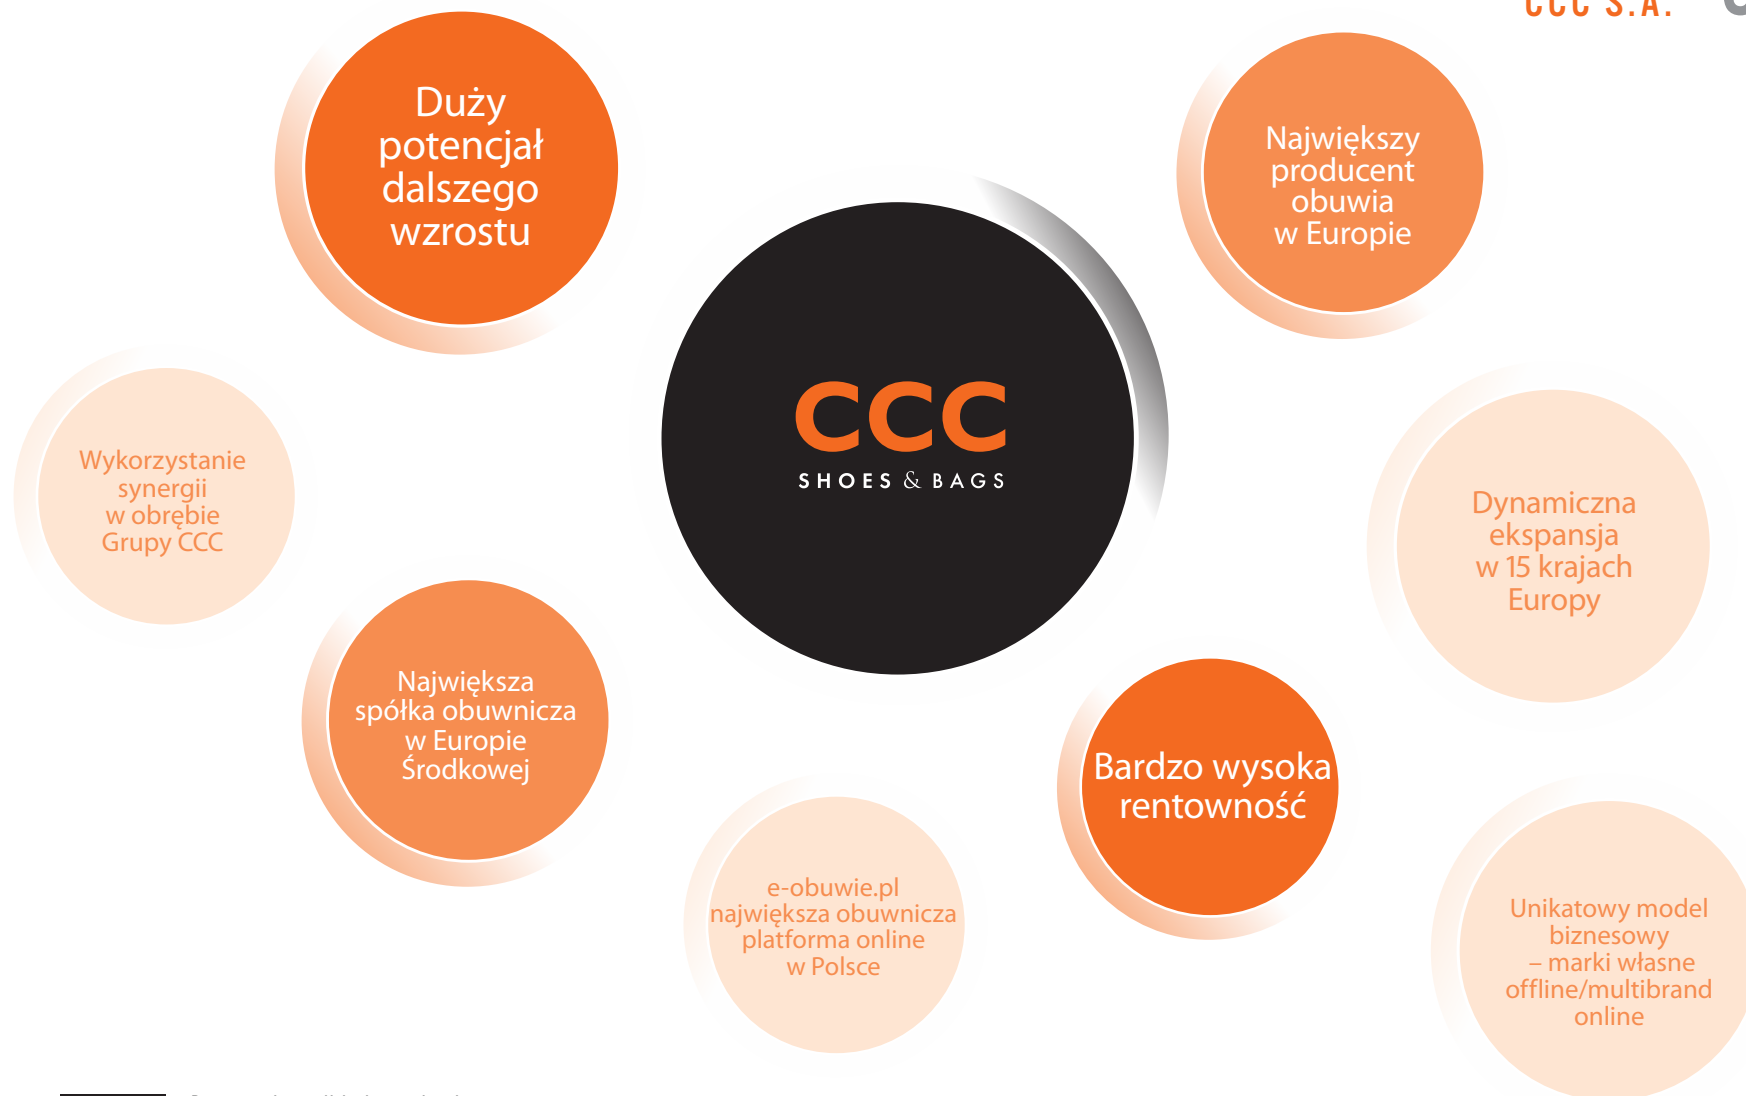 CCC S.A.
Duży
potencjał
dalszego
wzrostu
Największy
producent
obuwia
w Europie
CCC
SHOES & BAGS
Wykorzystanie
synergii
w obrębie
Grupy CCC
Dynamiczna
ekspansja
w 15 krajach
Europy
Największa
spółka obuwnicza
w Europie
Środkowej
Bardzo wysoka
rentowność
e-obuwie.pl
największa obuwnicza
platforma online
w Polsce
Unikatowy model
biznesowy
– marki własne
offline/multibrand
online